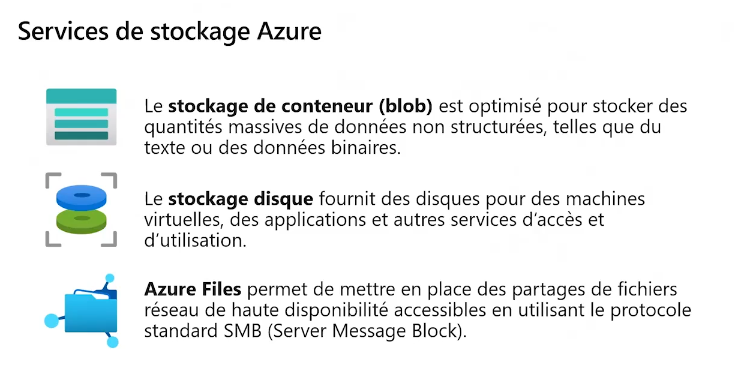 Services de stockage Azure
Le stockage de conteneur (blob) est optimisé pour stocker des
quantités massives de données non structurées, telles que du
texte ou des données binaires.
Le stockage disque fournit des disques pour des machines
virtuelles, des applications et autres services d'accès et
d'utilisation.
Azure Files permet de mettre en place des partages de fichiers
réseau de haute disponibilité accessibles en utilisant le protocole
standard SMB (Server Message Block).